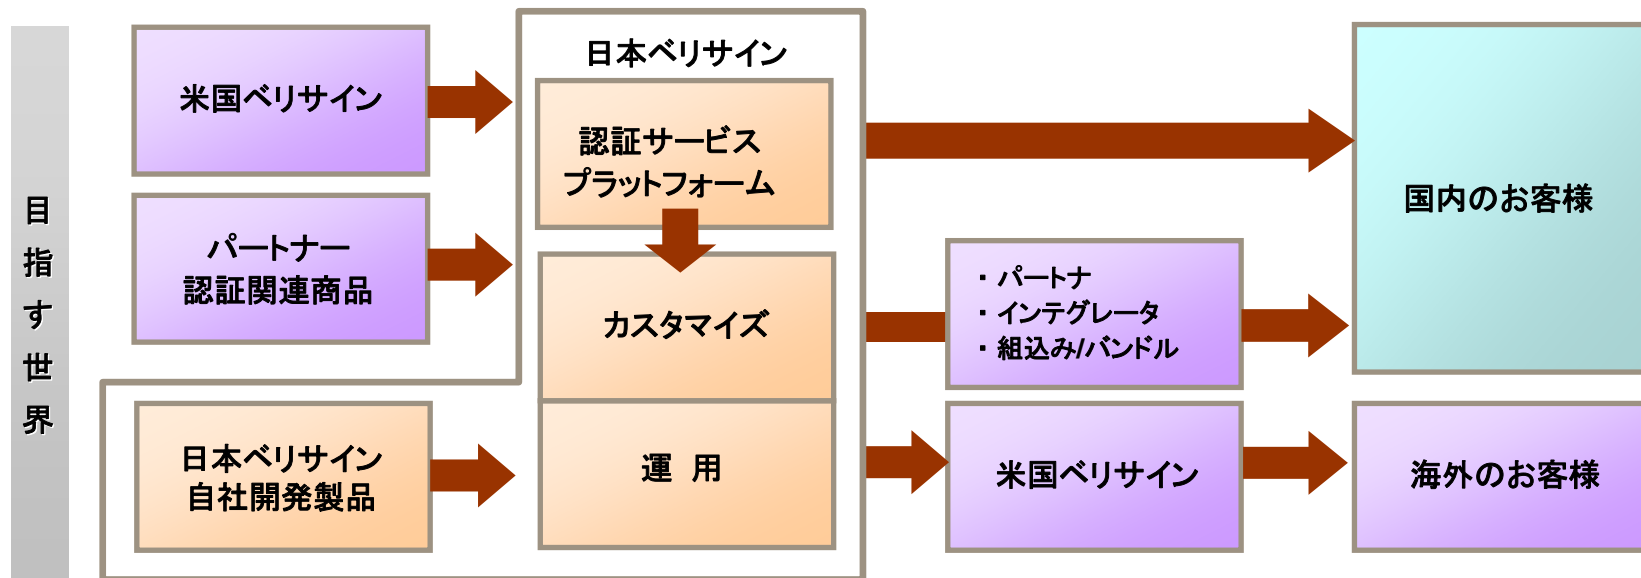 目指す世界
米国ベリサイン
パートナー
認証関連商品
日本ベリサイン
自社開発製品
日本ベリサイン
認証サービス
プラットフォーム
カスタマイズ
運 用
・ パートナ
・ インテグレータ
・ 組込み/バンドル
米国ベリサイン
国内のお客様
海外のお客様